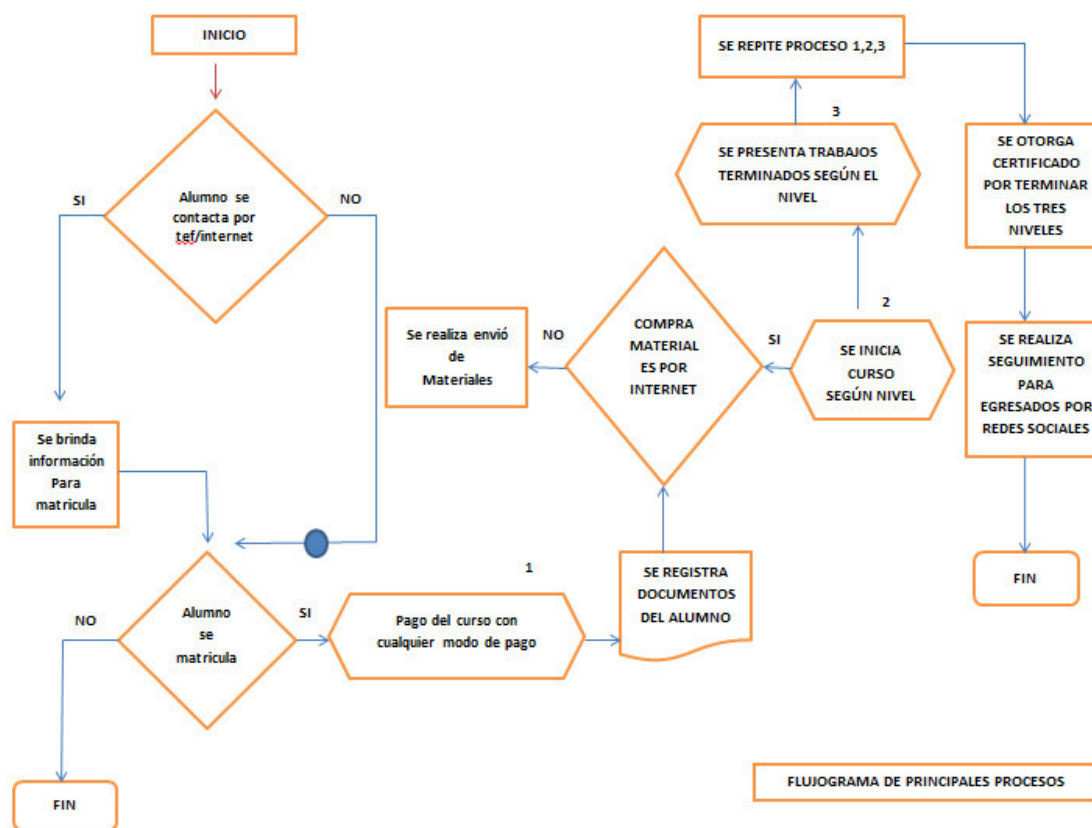 INICIO
Alumno se
contacta por
tef/internet
SI
NO
Se brinda
información
Para
matricula
Alumno
se
matricula
NO
SI
FIN
1
Pago del curso con
cualquier modo de pago
SE REGISTRA
DOCUMENTOS
DEL ALUMNO
COMPRA
MATERIAL
ES POR
INTERNET
NO
SI
Se realiza envió
de
Materiales
2
SE INICIA
CURSO
SEGÚN NIVEL
3
SE PRESENTA TRABAJOS
TERMINADOS SEGÚN EL
NIVEL
SE REPITE PROCESO 1,2,3
SE OTORGA
CERTIFICADO
POR TERMINAR
LOS TRES
NIVELES
SE REALIZA
SEGUIMIENTO
PARA
EGRESADOS POR
REDES SOCIALES
FIN
FLUJOGRAMA DE PRINCIPALES PROCESOS